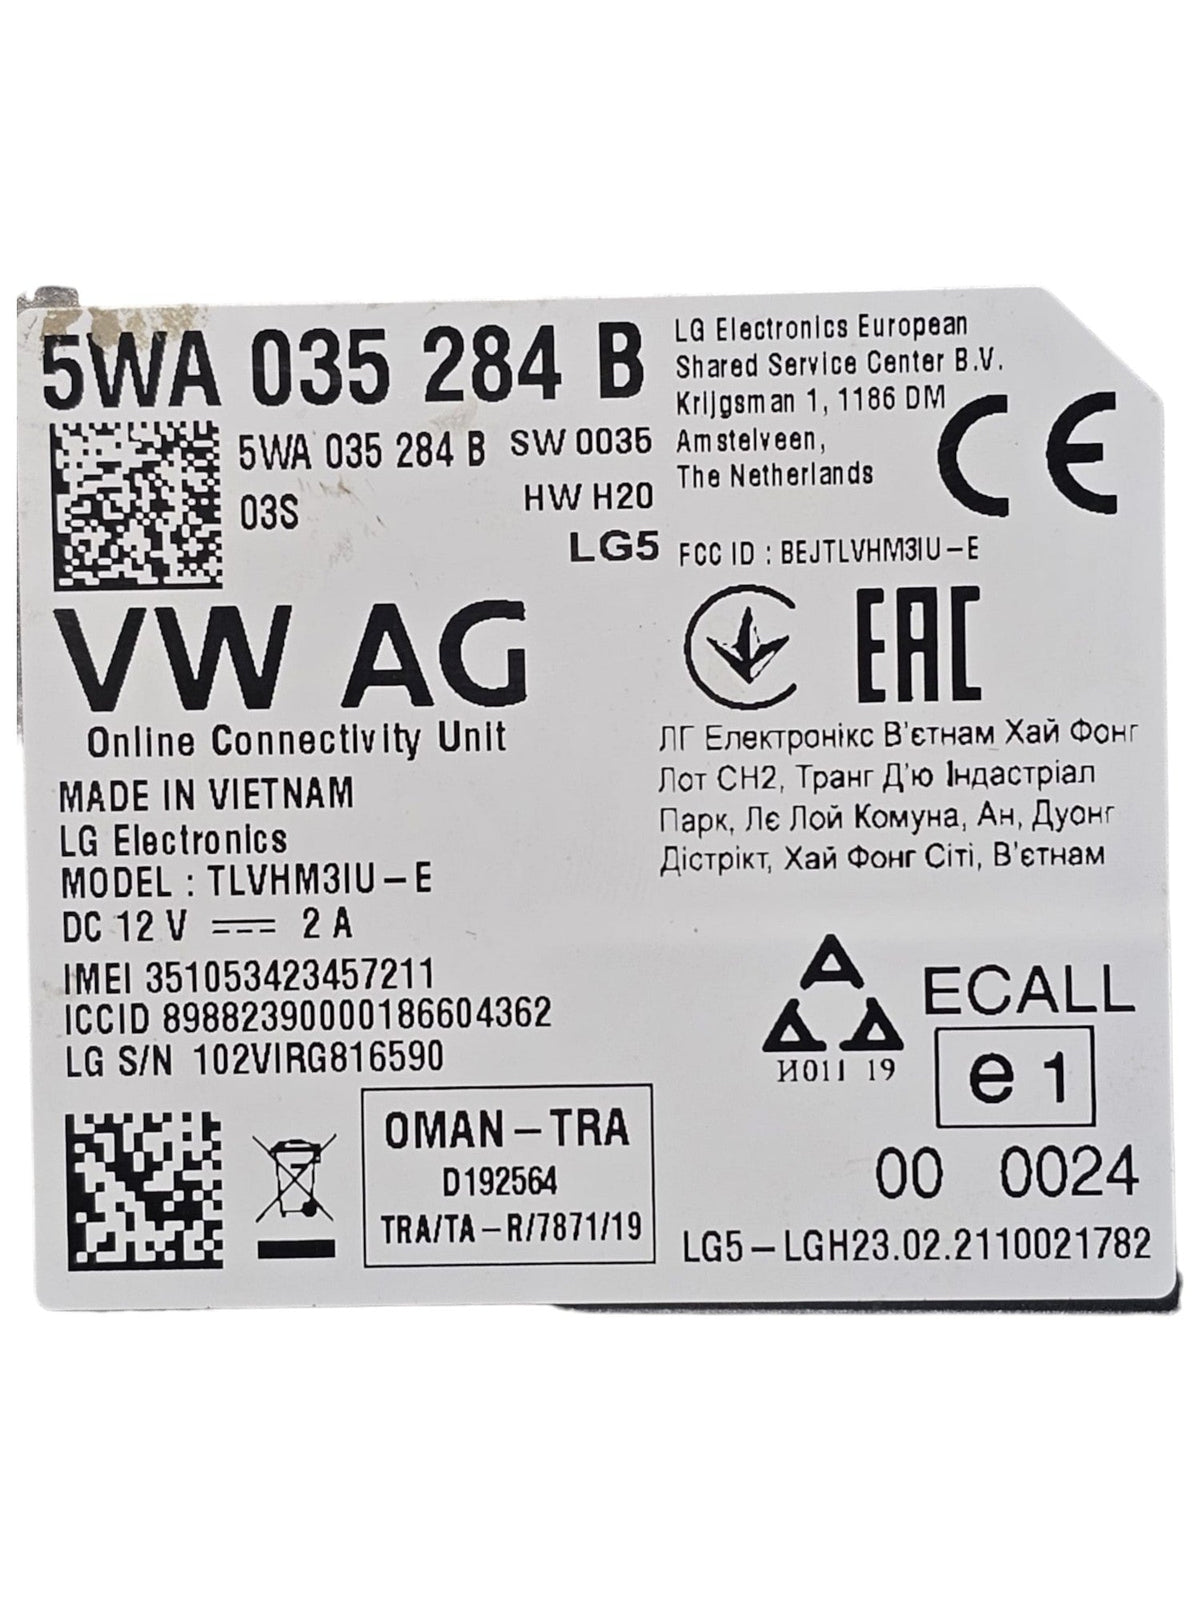 5WA 035 284 B
5WA 035 284 B SW 0035
03S
HW H20
LG5
VW AG
Online Connectivity Unit
MADE IN VIETNAM
LG Electronics
MODEL : TLVHM3IU-E
DC 12 V 2 A
IMEI 351053423457211
ICCID 89882390000186604362
LG S/N 102VIRG816590
OMAN-TRA
D192564
TRA/TA-R/7871/19
LG Electronics European
Shared Service Center B.V.
Krijgsman 1, 1186 DM
Amstelveen,
The Netherlands
CE
FCC ID : BEJTLVHM3IU-E
EAC
ЛГ Електронікс В'єтнам Хай Фонг
Лот CH2, Транг Д'ю Індастріал
Парк, Лє Лой Комуна, Ан, Дуонг
Дістрікт, Хай Фонг Сіті, В'єтнам
И011 19
ECALL
e1
00 0024
LG5-LGH23.02.2110021782